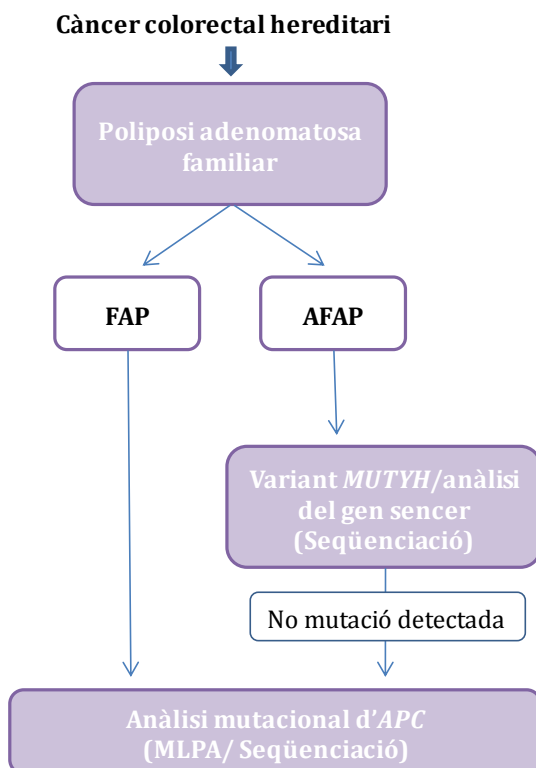 Càncer colorectal hereditari
Poliposi adenomatosa
familiar
FAP
AFAP
Variant MUTYH/anàlisi
del gen sencer
(Seqüenciació)
No mutació detectada
Anàlisi mutacional d'APC
(MLPA/ Seqüenciació)